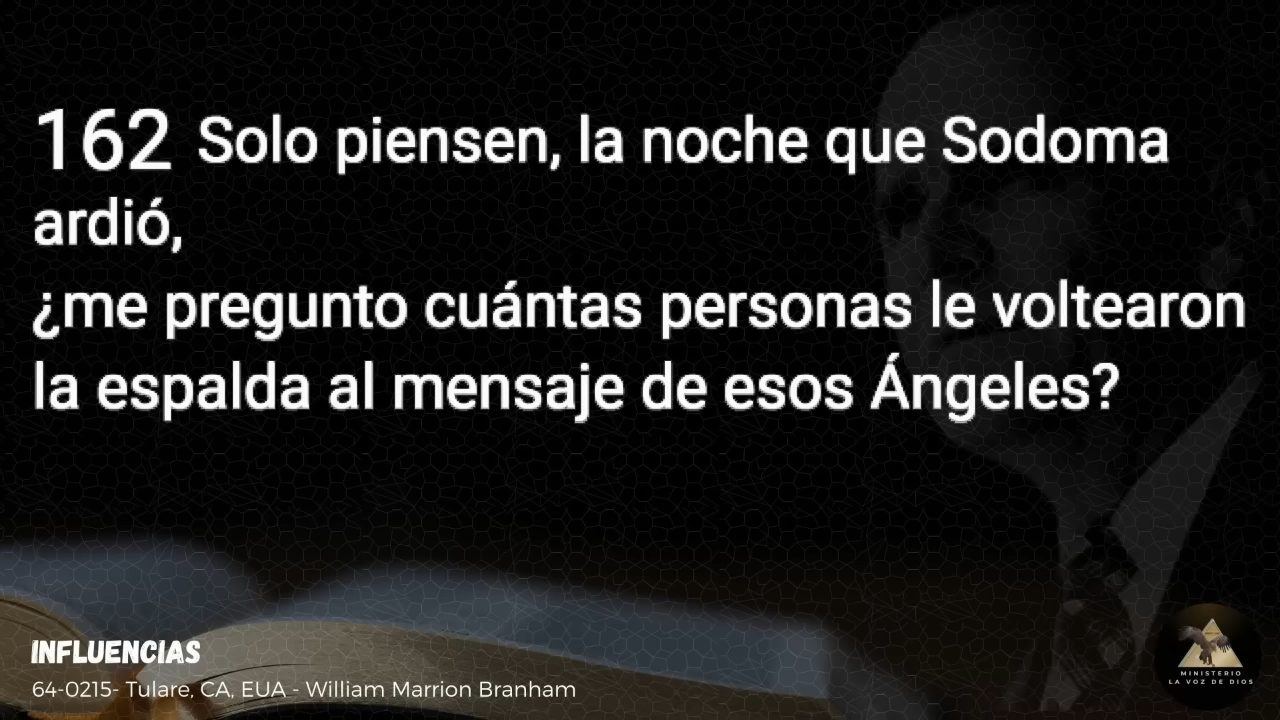 162 Solo piensen, la noche que Sodoma
ardió,
¿me pregunto cuántas personas le voltearon
la espalda al mensaje de esos Ángeles?
INFLUENCIAS
64-0215- Tulare, CA, EUA - William Marrion Branham
MINISTERIO
LA VOZ DE DIOS